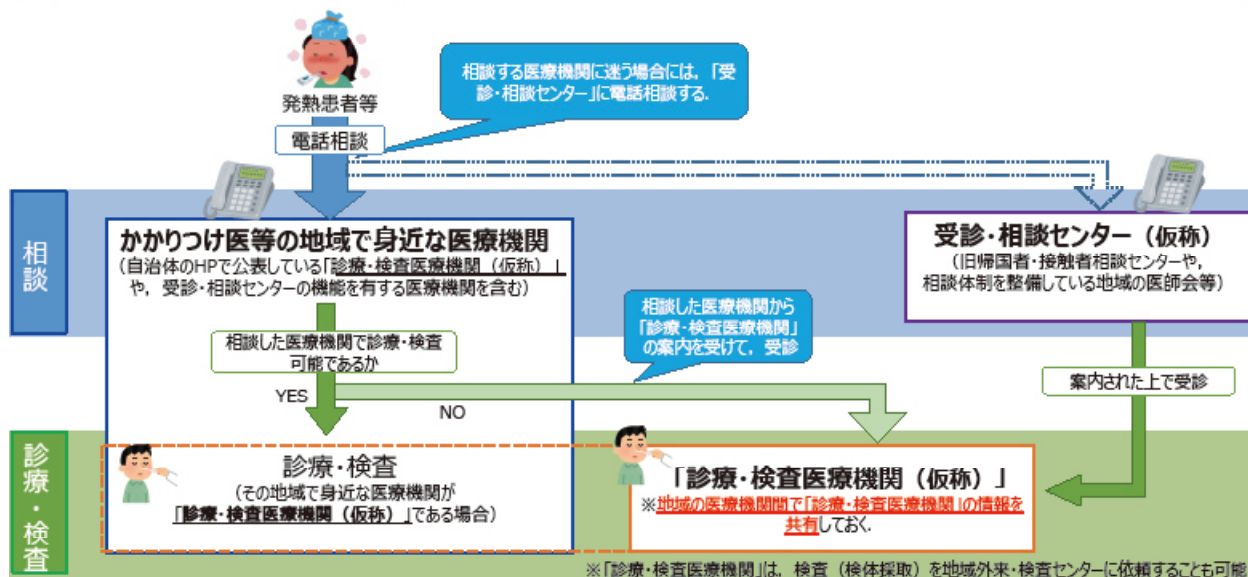 相談する医療機関に迷う場合には，「受
診・相談センター」に電話相談する．
発熱患者等
電話相談
相談
かかりつけ医等の地域で身近な医療機関
（自治体のHPで公表している「診療・検査医療機関（仮称）」
や，受診・相談センターの機能を有する医療機関を含む）
受診・相談センター（仮称）
（旧帰国者・接触者相談センターや，
相談体制を整備している地域の医師会等）
相談した医療機関で診療・検査
可能であるか
相談した医療機関から
「診療・検査医療機関」
の案内を受けて，受診
案内された上で受診
YES
NO
診療・検査
診療・検査
（その地域で身近な医療機関が
「診療・検査医療機関（仮称）」である場合）
「診療・検査医療機関（仮称）」
※地域の医療機関間で「診療・検査医療機関」の情報を
共有しておく．
※「診療・検査医療機関」は，検査（検体採取）を地域外来・検査センターに依頼することも可能